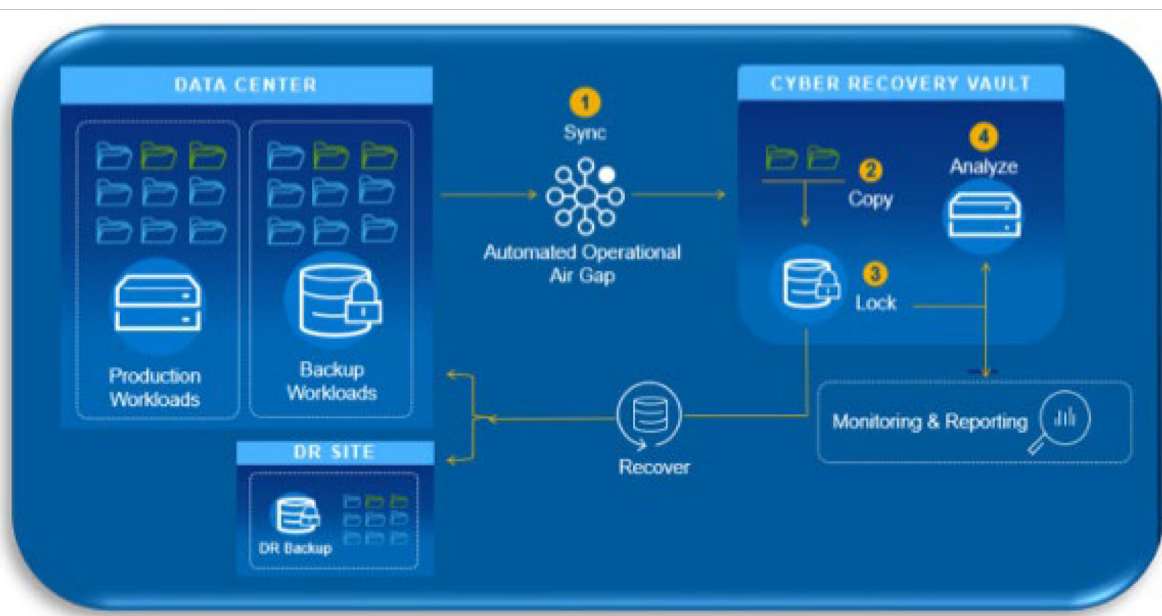 DATA CENTER
Production
Workloads
Backup
Workloads
1
Sync
Automated Operational
Air Gap
CYBER RECOVERY VAULT
2
Copy
3
Lock
4
Analyze
Monitoring & Reporting
Recover
DR SITE
DR Backup